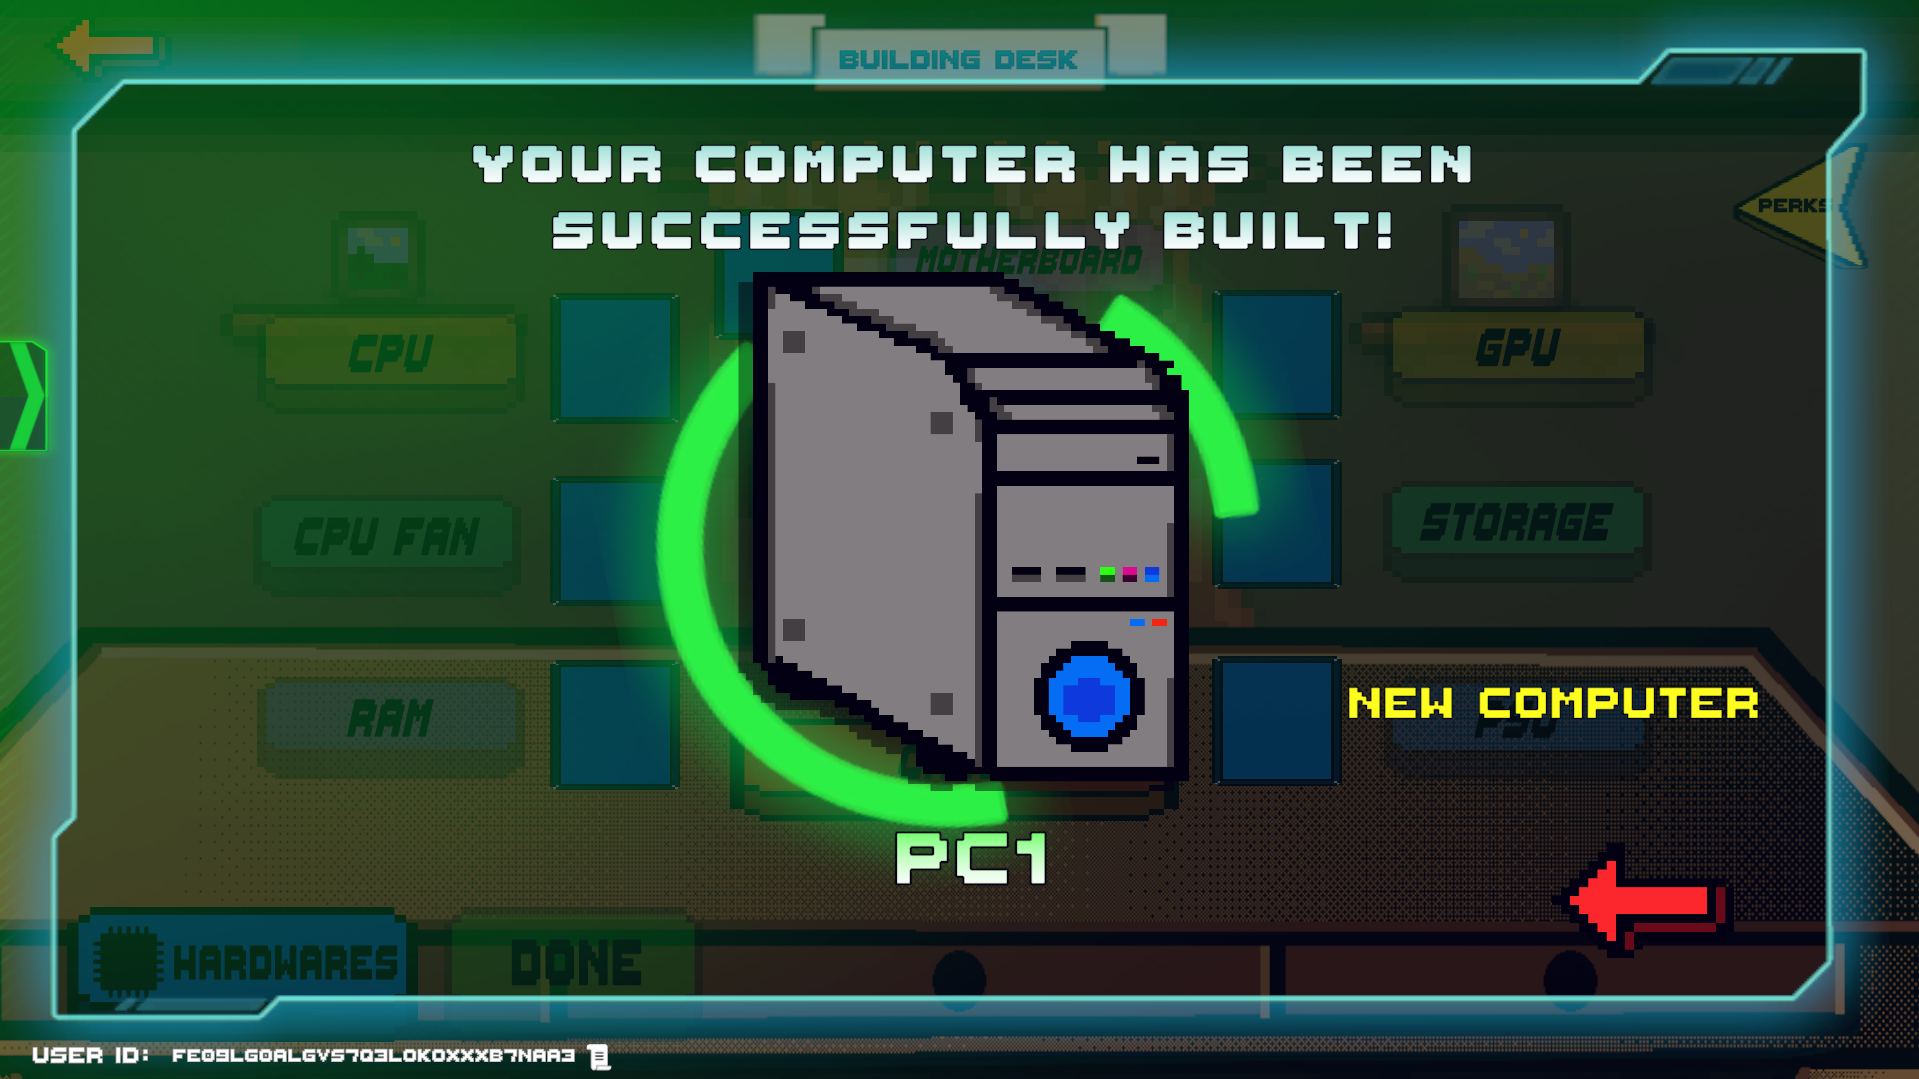 BUILDING DESK
YOUR COMPUTER HAS BEEN
SUCCESSFULLY BUILT!
MOTHERBOARD
PERKS
CPU
GPU
CPU FAN
STORAGE
RAM
NEW COMPUTER
PSU
PC1
HARDWARES
DONE
USER ID: